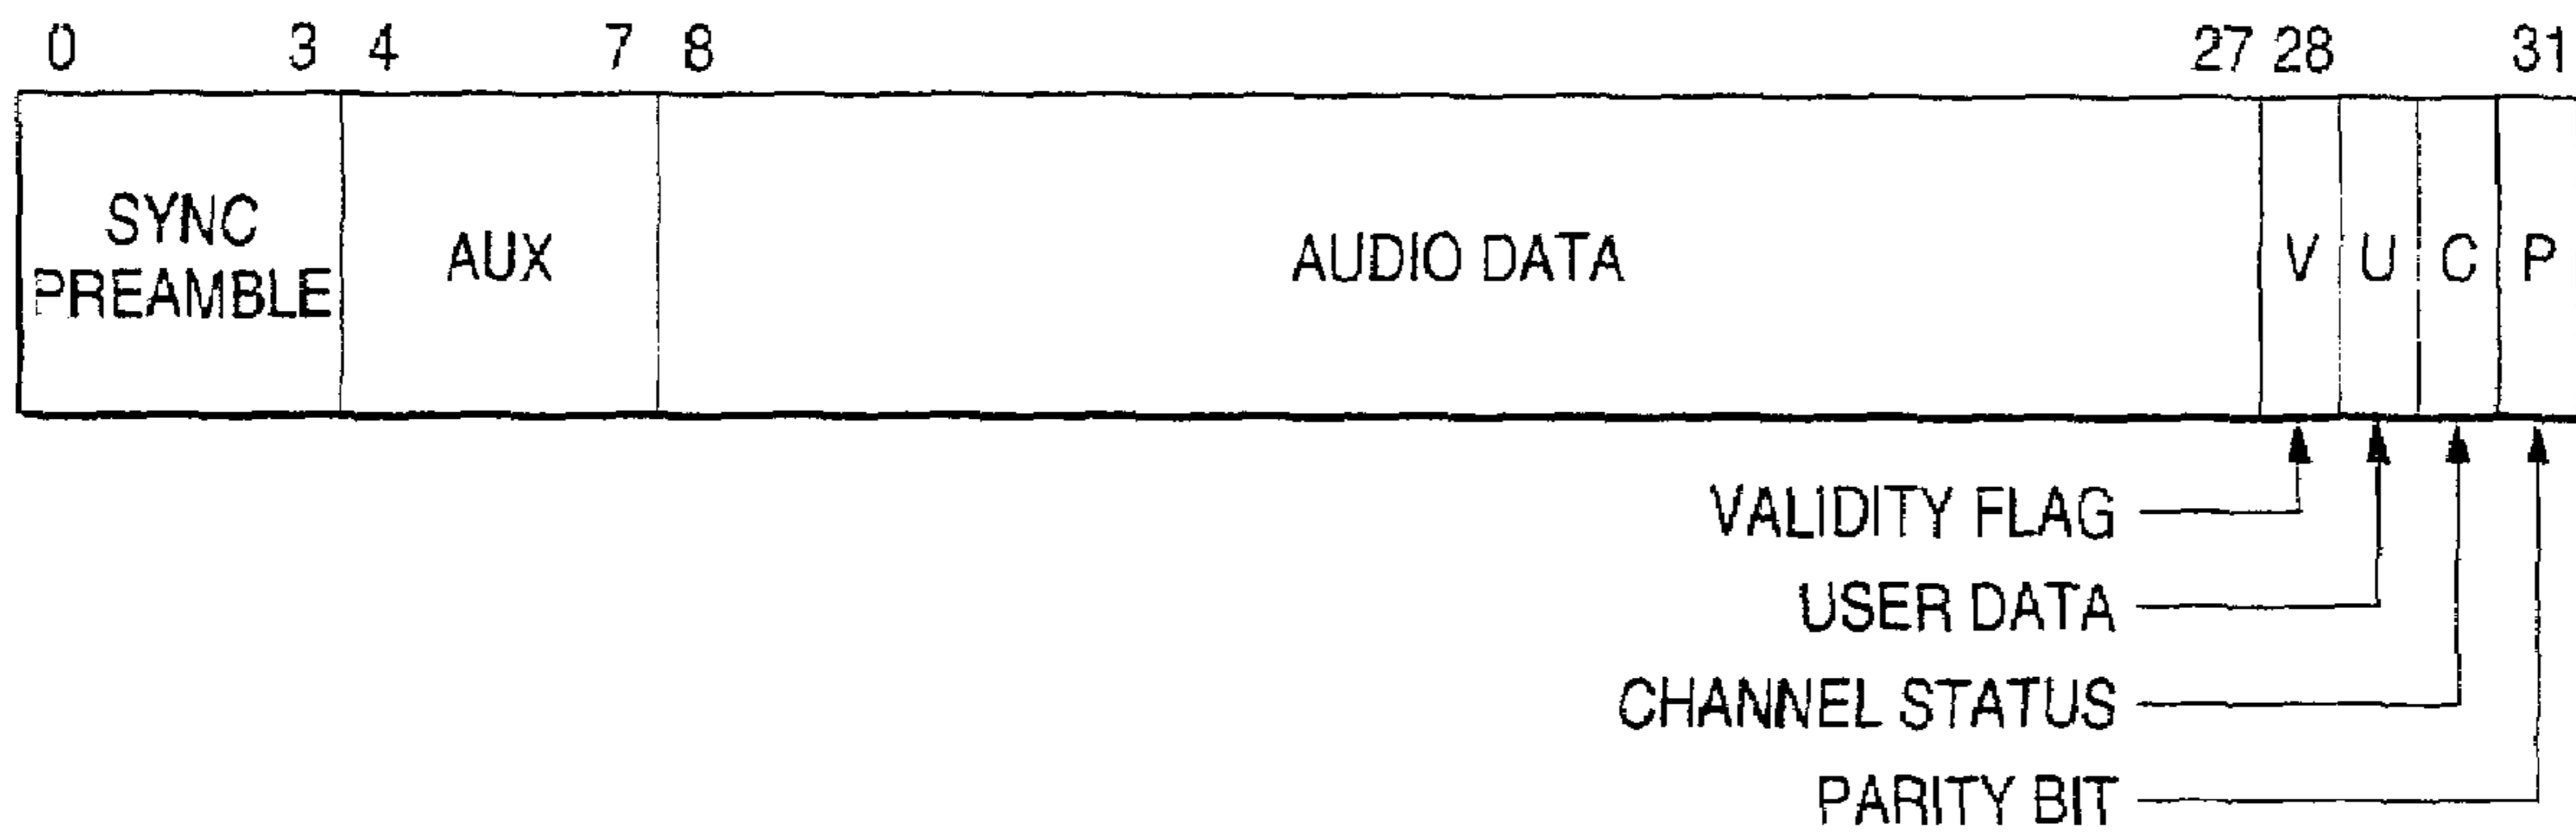 0 3 4 7 8 27 28 31
SYNC
PREAMBLE
AUX
AUDIO DATA
V
U
C
P
VALIDITY FLAG
USER DATA
CHANNEL STATUS
PARITY BIT